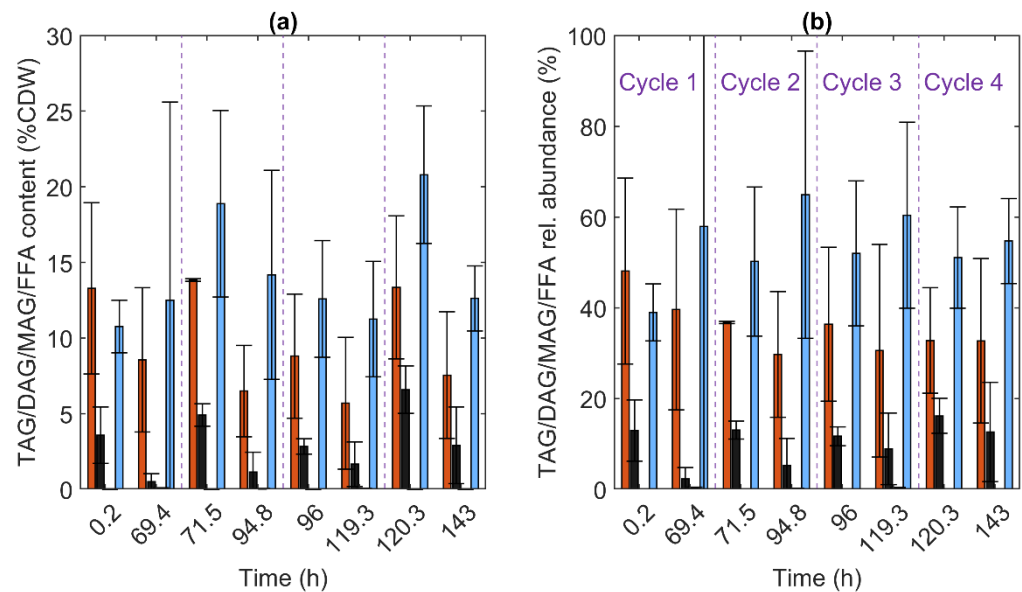 (a)
TAG/DAG/MAG/FFA content (%CDW)
30
25
20
15
10
5
0
0.2
69.4
71.5
94.8
96
119.3
120.3
143
Time (h)
(b)
TAG/DAG/MAG/FFA rel. abundance (%)
100
80
60
40
20
0
Cycle 1
Cycle 2
Cycle 3
Cycle 4
0.2
69.4
71.5
94.8
96
119.3
120.3
143
Time (h)